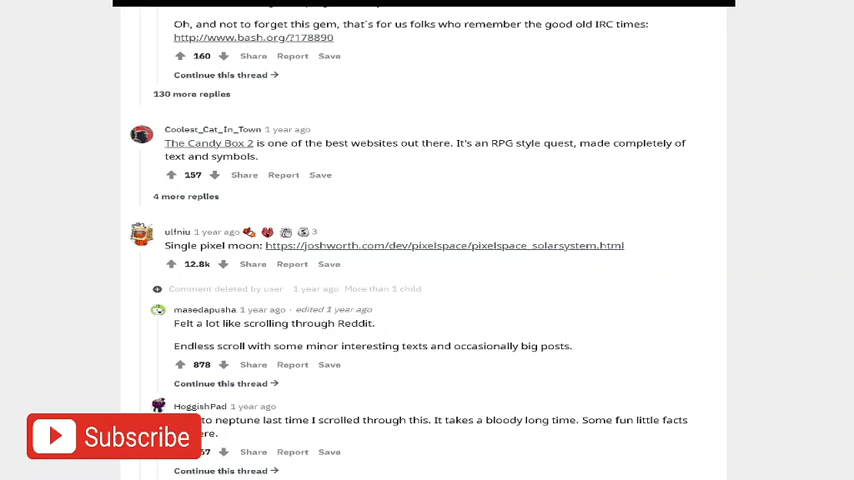 Oh, and not to forget this gem, that's for us folks who remember the good old IRC times:
http://www.bash.org/?178890
160 Share Report Save
Continue this thread →
130 more replies
Coolest_Cat_In_Town 1 year ago
The Candy Box 2 is one of the best websites out there. It's an RPG style quest, made completely of
text and symbols.
157 Share Report Save
4 more replies
ulfniu 1 year ago 3
Single pixel moon: https://joshworth.com/dev/pixelspace/pixelspace_solarsystem.html
12.8k Share Report Save
Comment deleted by user 1 year ago More than 1 child
masedapusha 1 year ago · edited 1 year ago
Felt a lot like scrolling through Reddit.
Endless scroll with some minor interesting texts and occasionally big posts.
878 Share Report Save
Continue this thread →
HoggishPad 1 year ago
to neptune last time I scrolled through this. It takes a bloody long time. Some fun little facts
Share Report Save
Continue this thread →
Subscribe